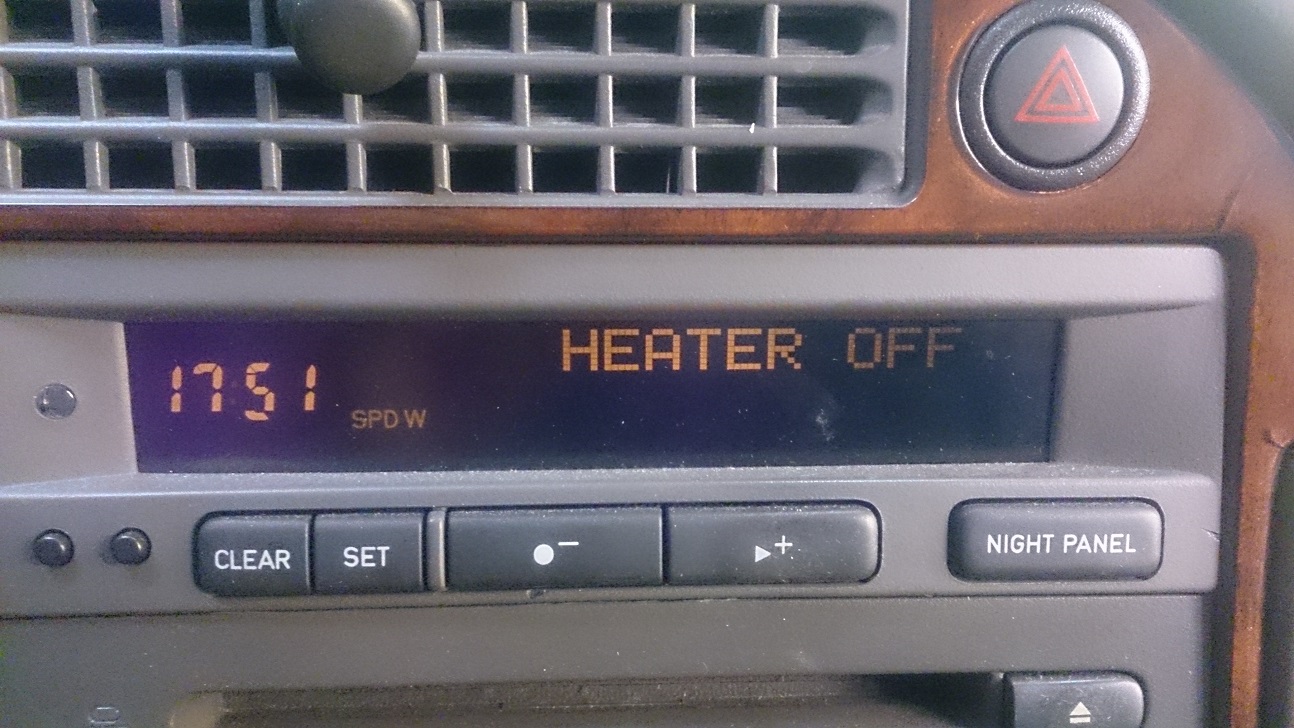 HEATER OFF
17 51
SPD W
CLEAR
SET
−
+
NIGHT PANEL